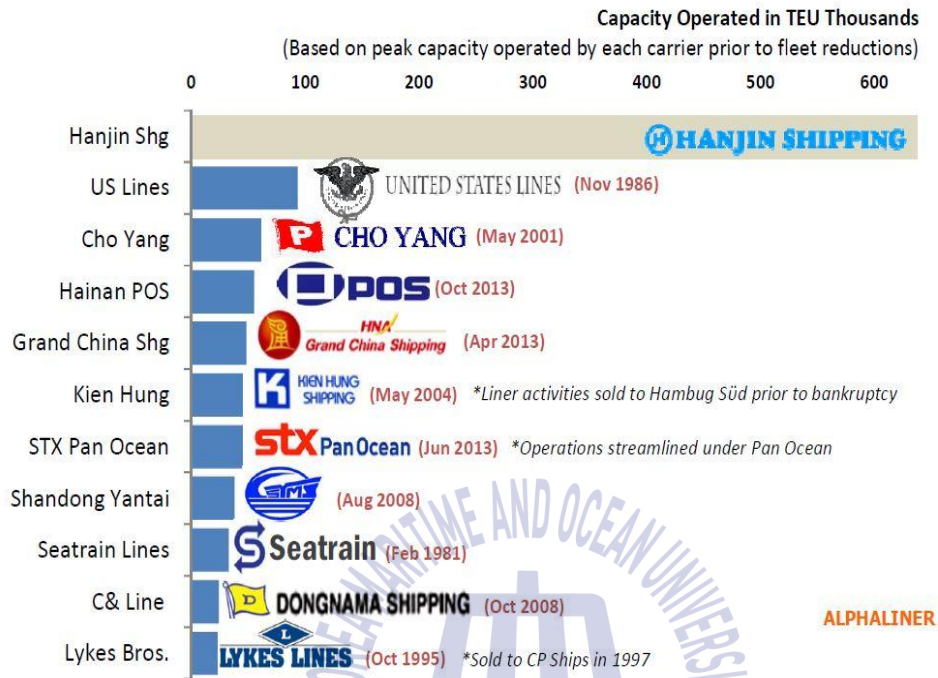 Capacity Operated in TEU Thousands
(Based on peak capacity operated by each carrier prior to fleet reductions)
0 100 200 300 400 500 600
Hanjin Shg H HANJIN SHIPPING
US Lines UNITED STATES LINES (Nov 1986)
Cho Yang P CHO YANG (May 2001)
Hainan POS POS (Oct 2013)
Grand China Shg HNA Grand China Shipping (Apr 2013)
Kien Hung K KIEN HUNG SHIPPING (May 2004) *Liner activities sold to Hambug Süd prior to bankruptcy
STX Pan Ocean stX PanOcean (Jun 2013) *Operations streamlined under Pan Ocean
Shandong Yantai (Aug 2008)
Seatrain Lines S Seatrain (Feb 1981)
C& Line D DONGNAMA SHIPPING (Oct 2008)
ALPHALINER
Lykes Bros. L LYKES LINES (Oct 1995) *Sold to CP Ships in 1997